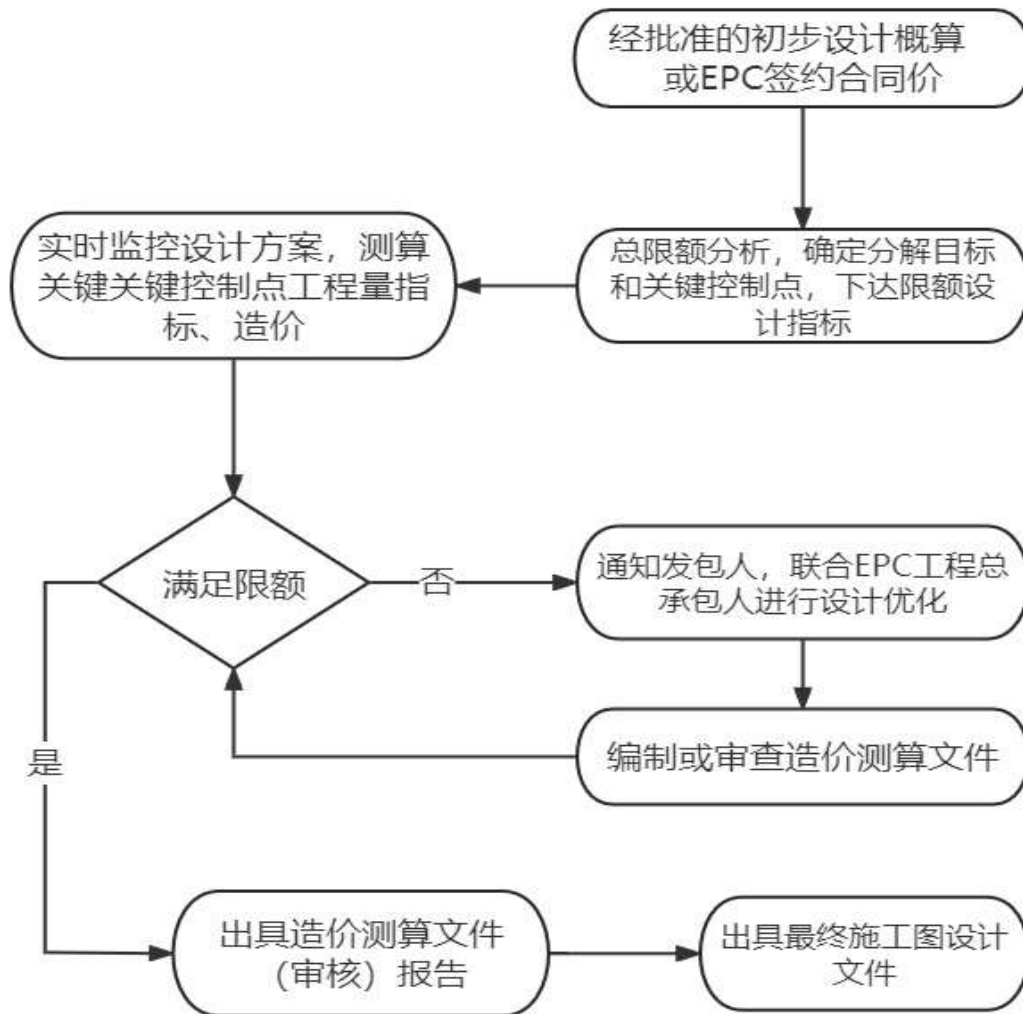 经批准的初步设计概算
或EPC签约合同价
总限额分析，确定分解目标
和关键控制点，下达限额设
计指标
实时监控设计方案，测算
关键关键控制点工程量指
标、造价
满足限额
否
通知发包人，联合EPC工程总
承包人进行设计优化
编制或审查造价测算文件
是
出具造价测算文件
（审核）报告
出具最终施工图设计
文件